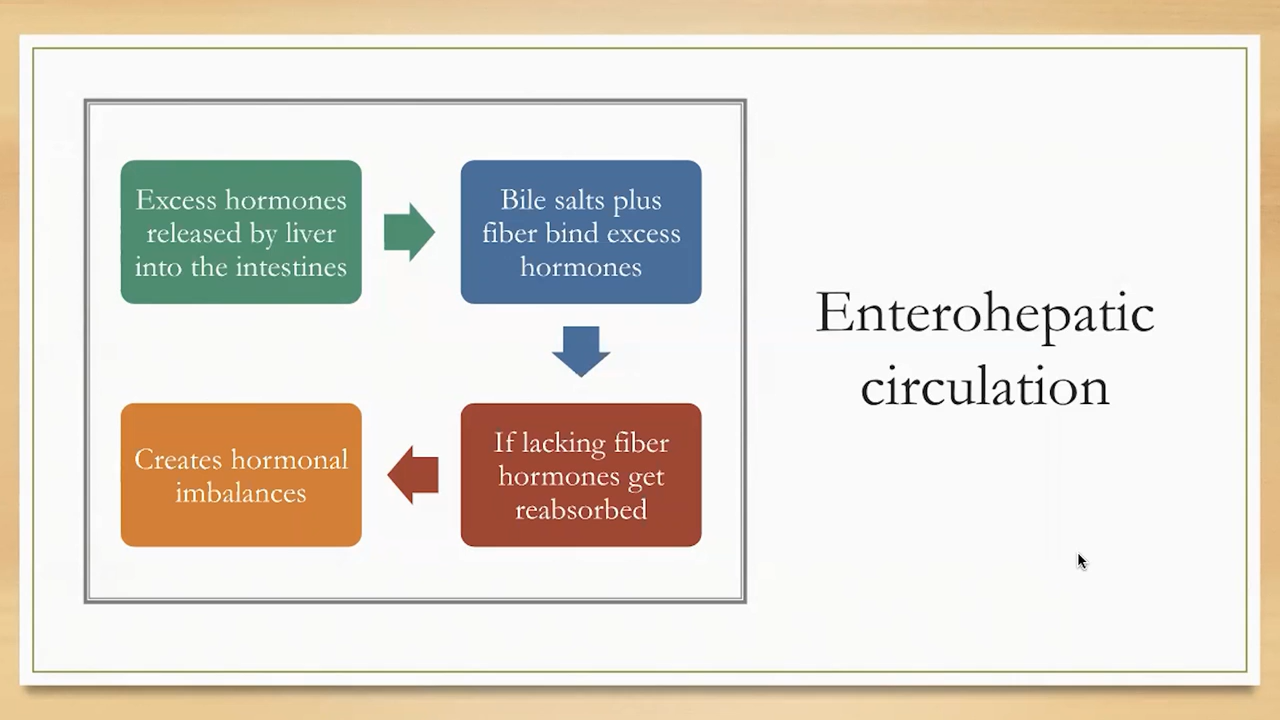 Excess hormones
released by liver
into the intestines
Bile salts plus
fiber bind excess
hormones
If lacking fiber
hormones get
reabsorbed
Creates hormonal
imbalances
Enterohepatic
circulation